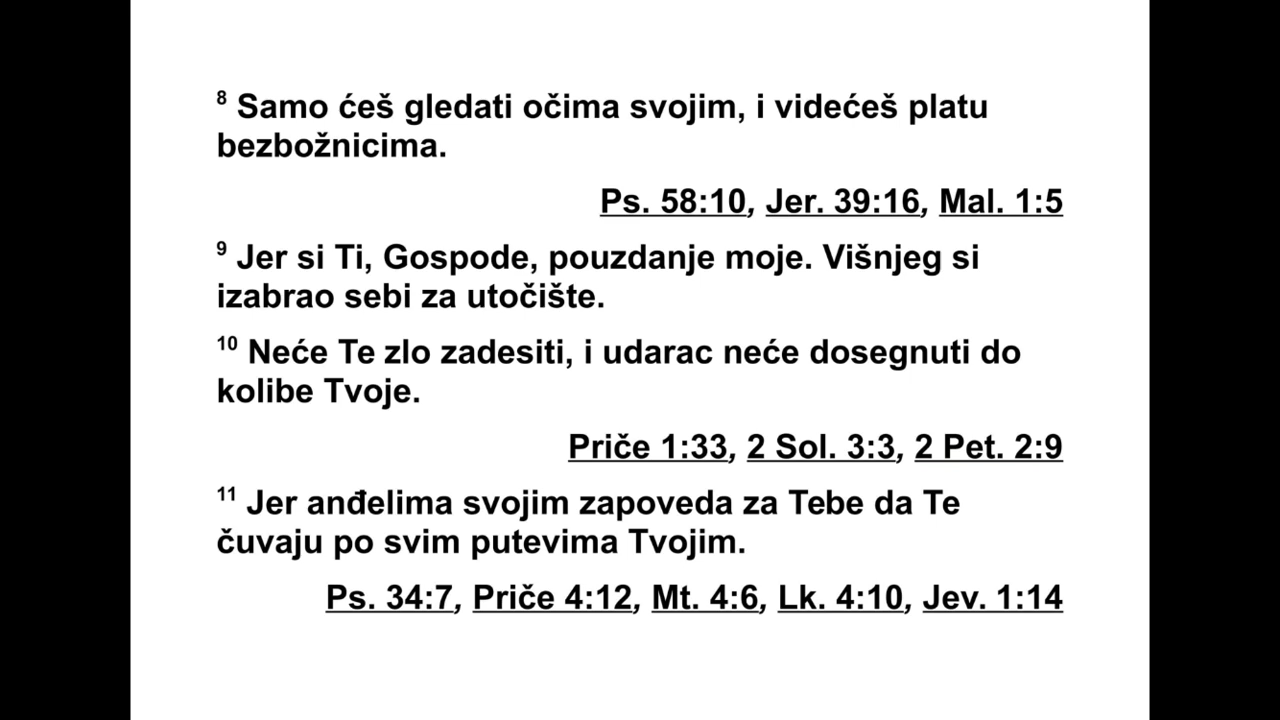 8 Samo ćeš gledati očima svojim, i videćeš platu
bezbožnicima.
Ps. 58:10, Jer. 39:16, Mal. 1:5
9 Jer si Ti, Gospode, pouzdanje moje. Višnjeg si
izabrao sebi za utočište.
10 Neće Te zlo zadesiti, i udarac neće dosegnuti do
kolibe Tvoje.
Priče 1:33, 2 Sol. 3:3, 2 Pet. 2:9
11 Jer anđelima svojim zapoveda za Tebe da Te
čuvaju po svim putevima Tvojim.
Ps. 34:7, Priče 4:12, Mt. 4:6, Lk. 4:10, Jev. 1:14